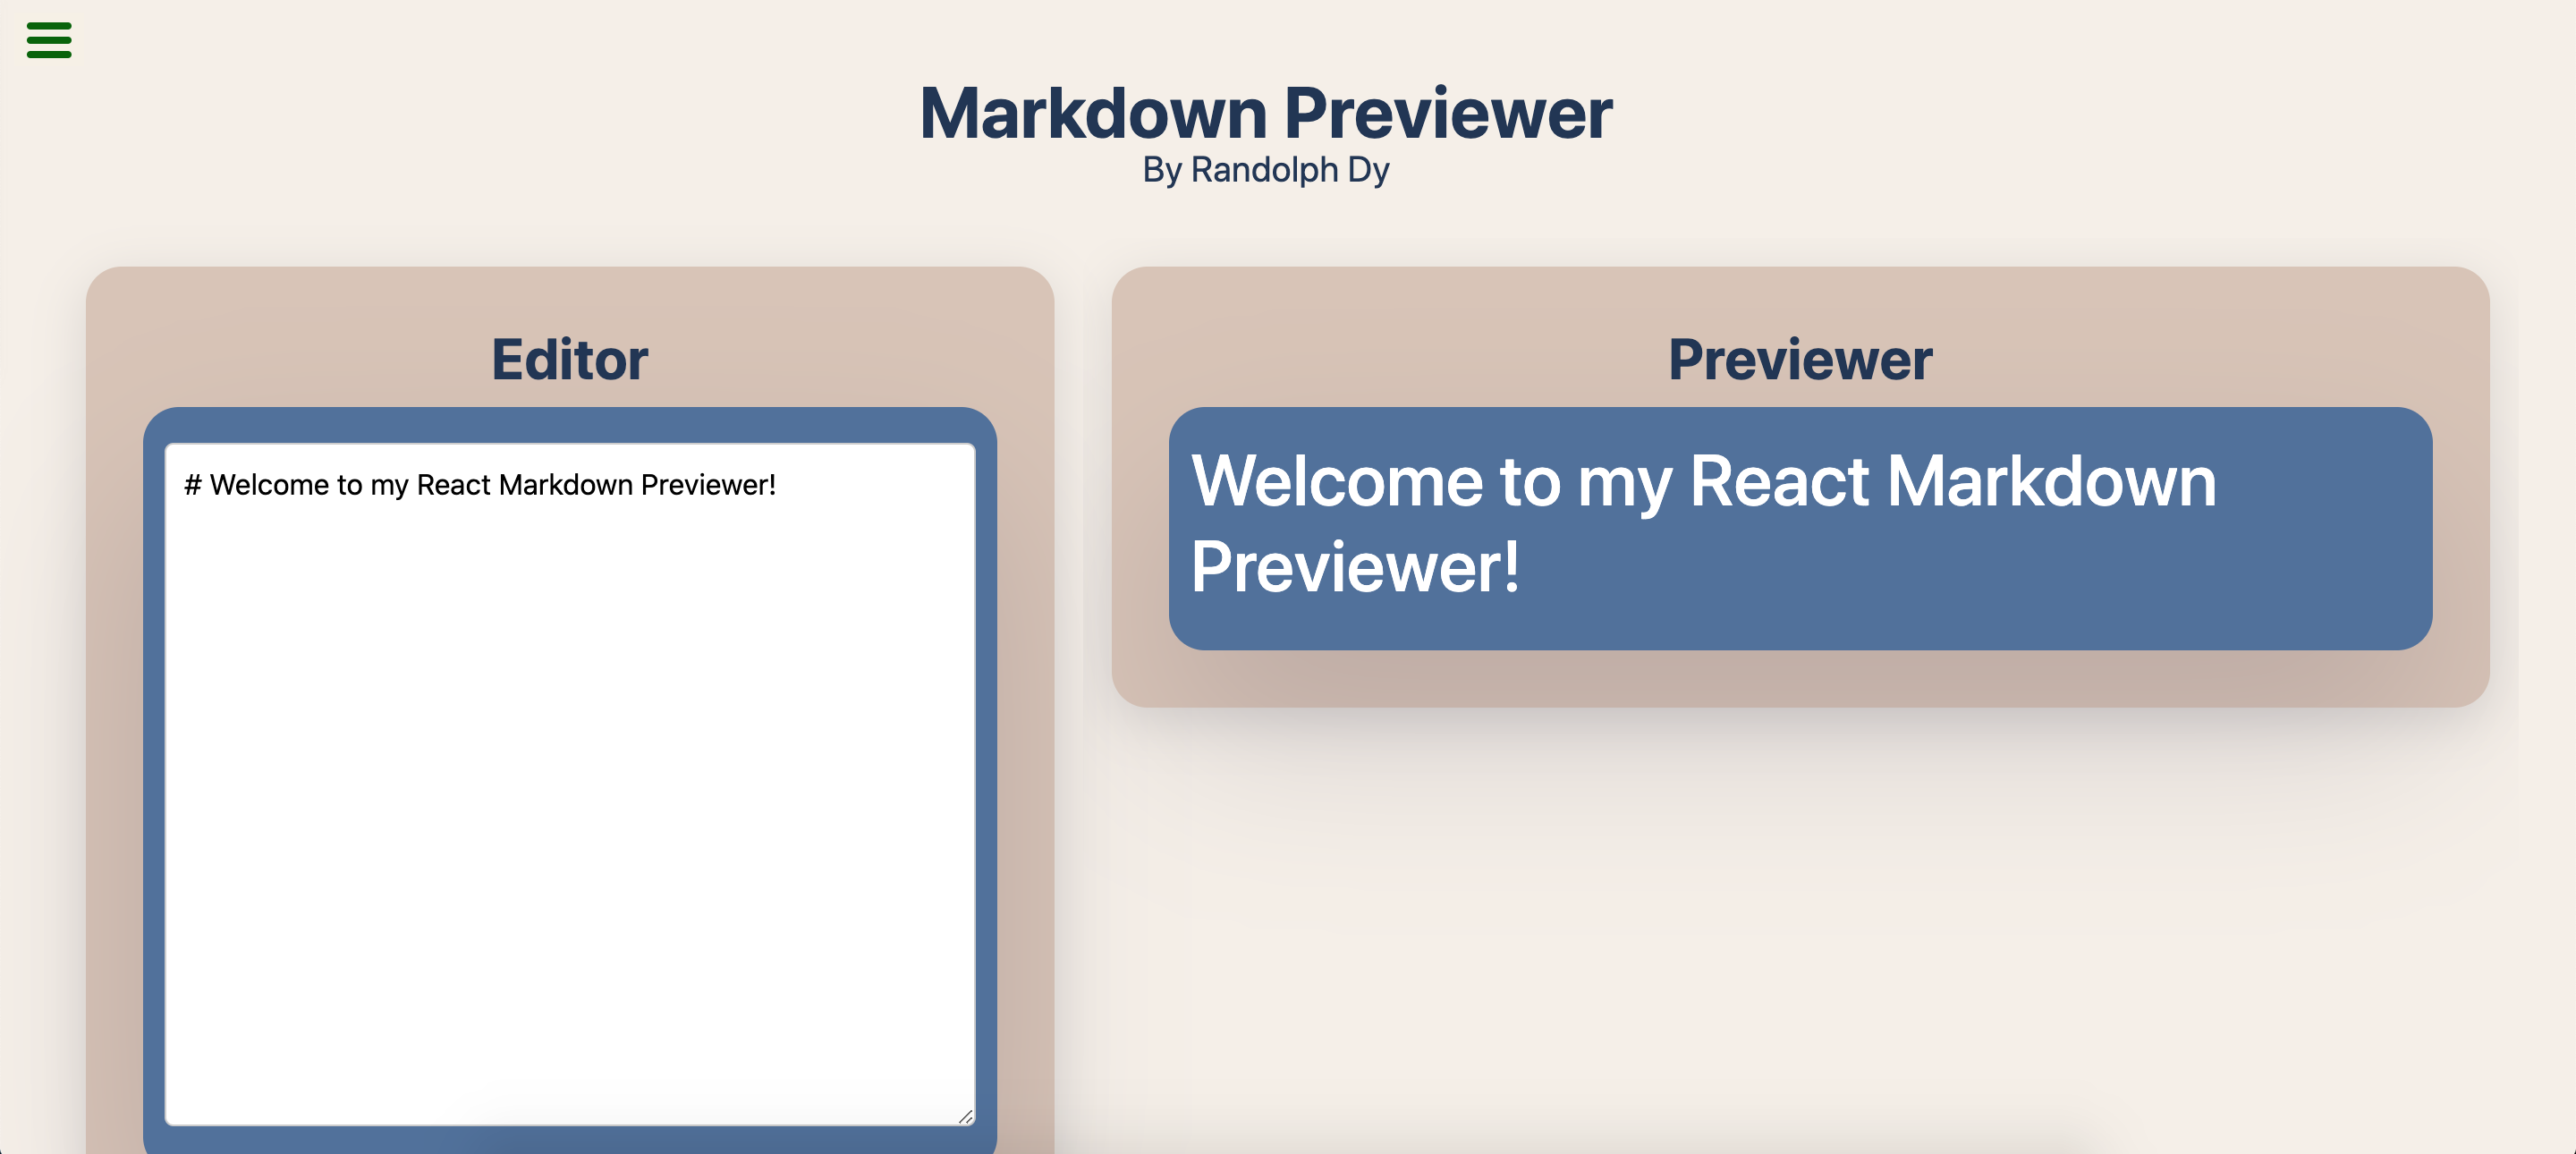 Markdown Previewer
By Randolph Dy
Editor
# Welcome to my React Markdown Previewer!
Previewer
Welcome to my React Markdown
Previewer!